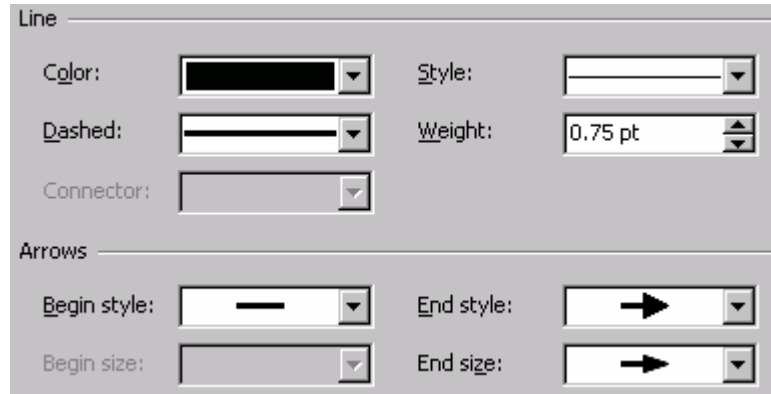 Line
Color: Style:
Dashed: Weight: 0.75 pt
Connector:
Arrows
Begin style: End style:
Begin size: End size: